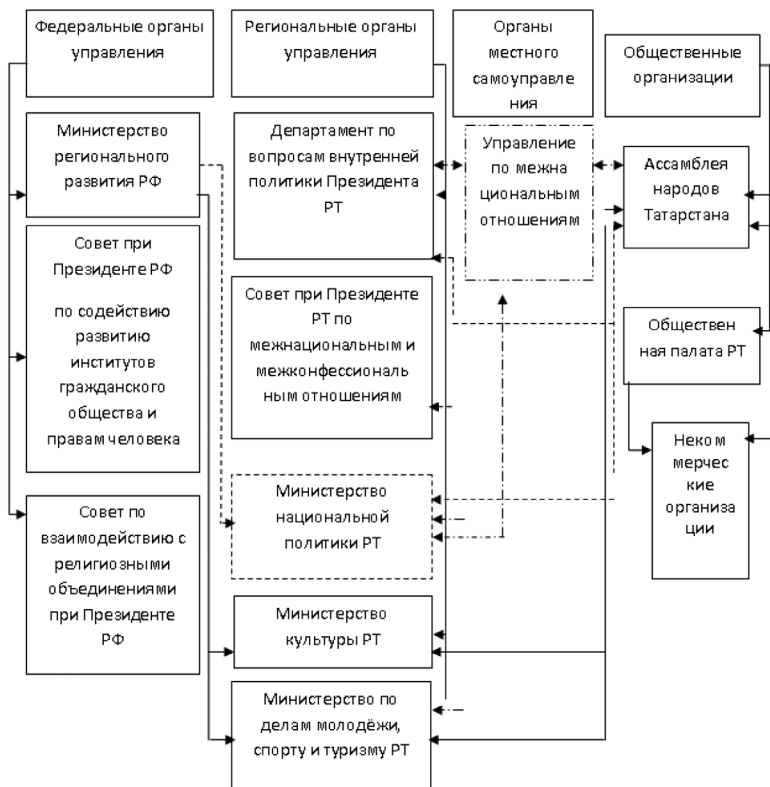 Федеральные органы
управления
Региональные органы
управления
Органы
местного
самоуправле
ния
Общественные
организации
Министерство
регионального
развития РФ
Департамент по
вопросам внутренней
политики Президента
РТ
Управление
по межна
циональным
отношениям
Ассамблея
народов
Татарстана
Совет при
Президенте РФ
по содействию
развитию
институтов
гражданского
общества и
правам человека
Совет при Президенте
РТ по
межнациональным и
межконфессиональ
ным отношениям
Обществен
ная палата РТ
Неком
мерчес
кие
организа
ции
Министерство
национальной
политики РТ
Совет по
взаимодействию с
религиозными
объединениями
при Президенте
РФ
Министерство
культуры РТ
Министерство по
делам молодёжи,
спорту и туризму РТ